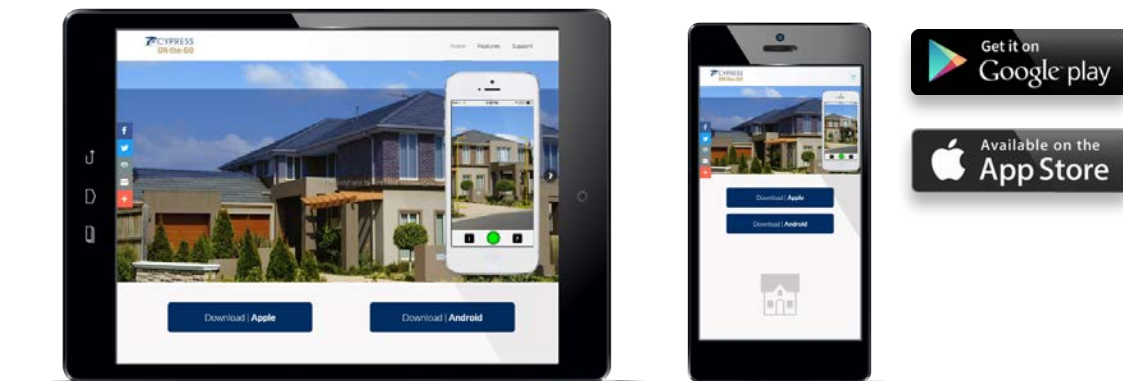 CYPRESS
ON-the-GO
Home Features Support
Download | Apple
Download | Android
CYPRESS
ON-the-GO
Download | Apple
Download | Android
Get it on
Google play
Available on the
App Store